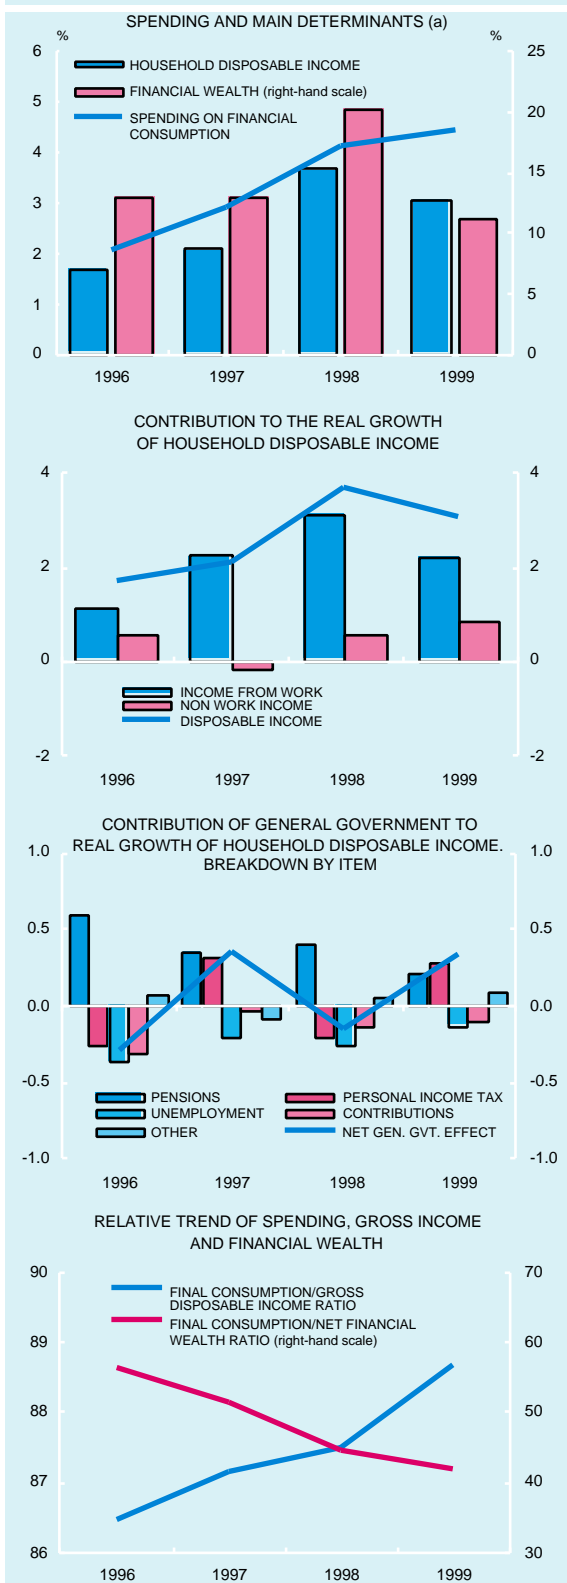 SPENDING AND MAIN DETERMINANTS (a)
% %
HOUSEHOLD DISPOSABLE INCOME
FINANCIAL WEALTH (right-hand scale)
SPENDING ON FINANCIAL
CONSUMPTION
6 25
5 20
4 15
3
2 10
1 5
0 0
1996 1997 1998 1999
CONTRIBUTION TO THE REAL GROWTH
OF HOUSEHOLD DISPOSABLE INCOME
4 4
2 2
0 0
INCOME FROM WORK
NON WORK INCOME
DISPOSABLE INCOME
-2 -2
1996 1997 1998 1999
CONTRIBUTION OF GENERAL GOVERNMENT TO
REAL GROWTH OF HOUSEHOLD DISPOSABLE INCOME.
BREAKDOWN BY ITEM
1.0 1.0
0.5 0.5
0.0 0.0
-0.5 -0.5
PENSIONS PERSONAL INCOME TAX
UNEMPLOYMENT CONTRIBUTIONS
OTHER NET GEN. GVT. EFFECT
-1.0 -1.0
1996 1997 1998 1999
RELATIVE TREND OF SPENDING, GROSS INCOME
AND FINANCIAL WEALTH
90 70
FINAL CONSUMPTION/GROSS
DISPOSABLE INCOME RATIO
FINAL CONSUMPTION/NET FINANCIAL
WEALTH RATIO (right-hand scale)
89 60
88 50
87 40
86 30
1996 1997 1998 1999